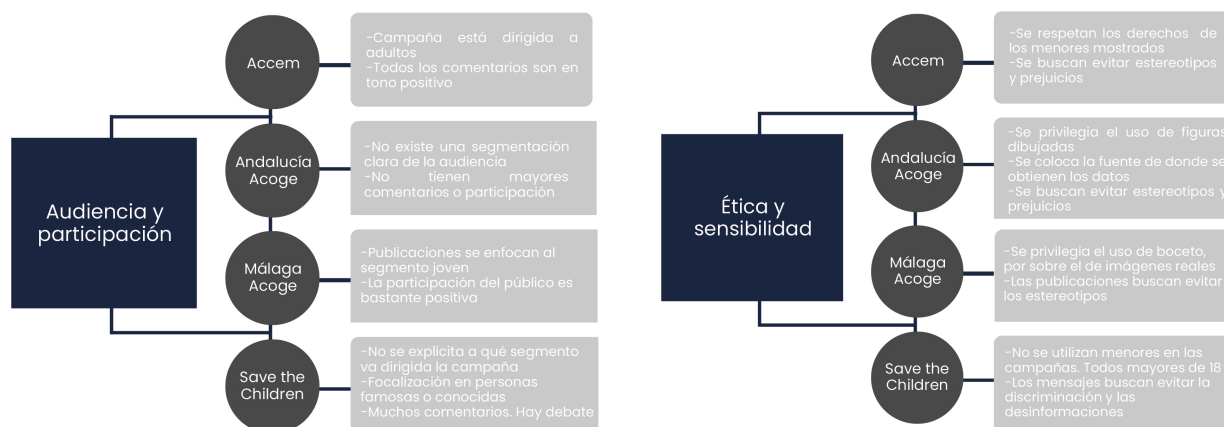 Audiencia y
participación
Accem
-Campaña está dirigida a
adultos
-Todos los comentarios son en
tono positivo
Andalucía
Acoge
-No existe una segmentación
clara de la audiencia
-No tienen mayores
comentarios o participación
Málaga
Acoge
-Publicaciones se enfocan al
segmento joven
-La participación del público es
bastante positiva
Save the
Children
-No se explícita a qué segmento
va dirigida la campaña
-Focalización en personas
famosas o conocidas
-Muchos comentarios. Hay debate
Ética y
sensibilidad
Accem
-Se respetan los derechos de
los menores mostrados
-Se buscan evitar estereotipos
y prejuicios
Andalucía
Acoge
-Se privilegia el uso de figuras
dibujadas
-Se coloca la fuente de donde se
obtienen los datos
-Se buscan evitar estereotipos y
prejuicios
Málaga
Acoge
-Se privilegia el uso de boceto,
por sobre el de imágenes reales
-Las publicaciones buscan evitar
los estereotipos
Save the
Children
-No se utilizan menores en las
campañas. Todos mayores de 18
-Los mensajes buscan evitar la
discriminación y las
desinformaciones